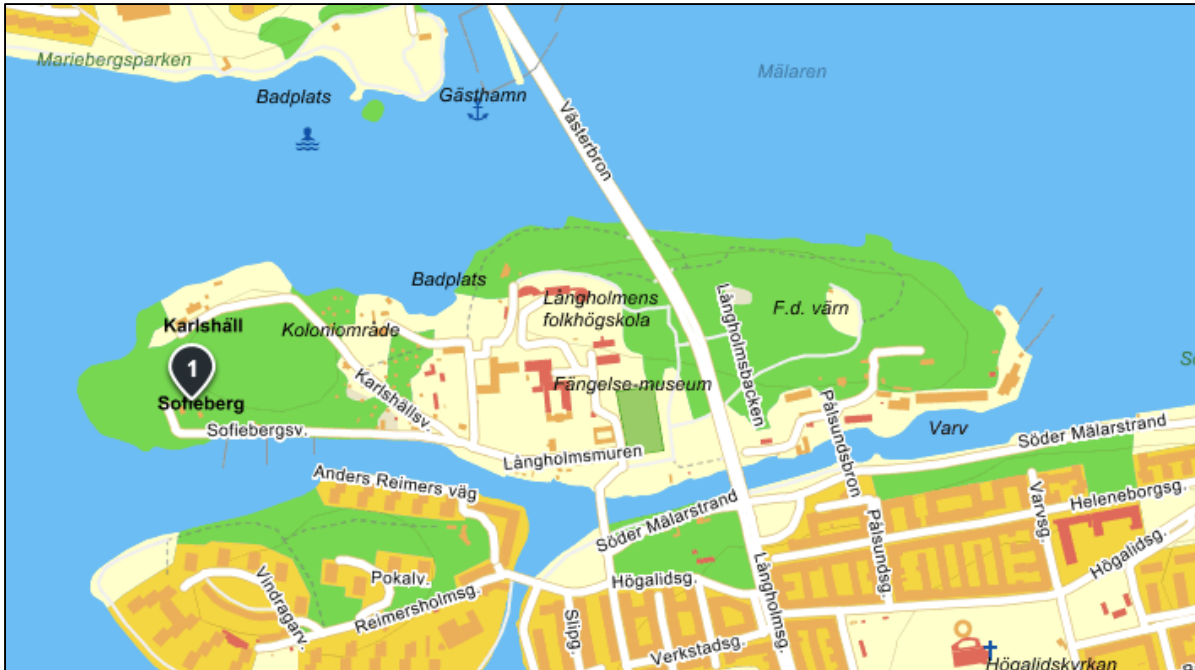 Mariebergsparken
Badplats
Gästhamn
Mälaren
Västerbron
Badplats
Långholmens
folkhögskola
Långholmsbacken
F.d. värn
Karlshäll
Koloniområde
1
Sofieberg
Karlshällsv.
Fängelse-museum
Pålsundsbron
Sofiebergsv.
Långholmsmuren
Varv
Söder Mälarstrand
Anders Reimers väg
Söder Mälarstrand
Varvsg.
Heleneborgsg.
Pålsundsg.
Högalidsg.
Vindragarv.
Pokalv.
Reimersholmsg.
Högalidsg.
Slipg.
Verkstadsg.
Långholmsg.
Högalidskyrkan